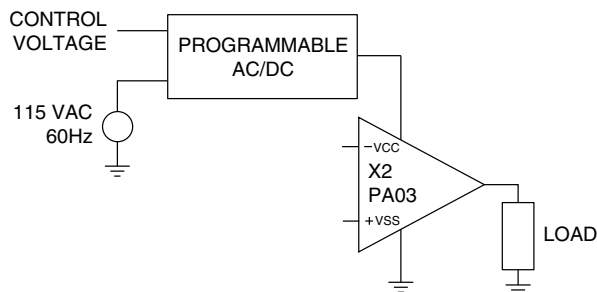 CONTROL
VOLTAGE
PROGRAMMABLE
AC/DC
115 VAC
60Hz
−VCC
X2
PA03
+VSS
LOAD